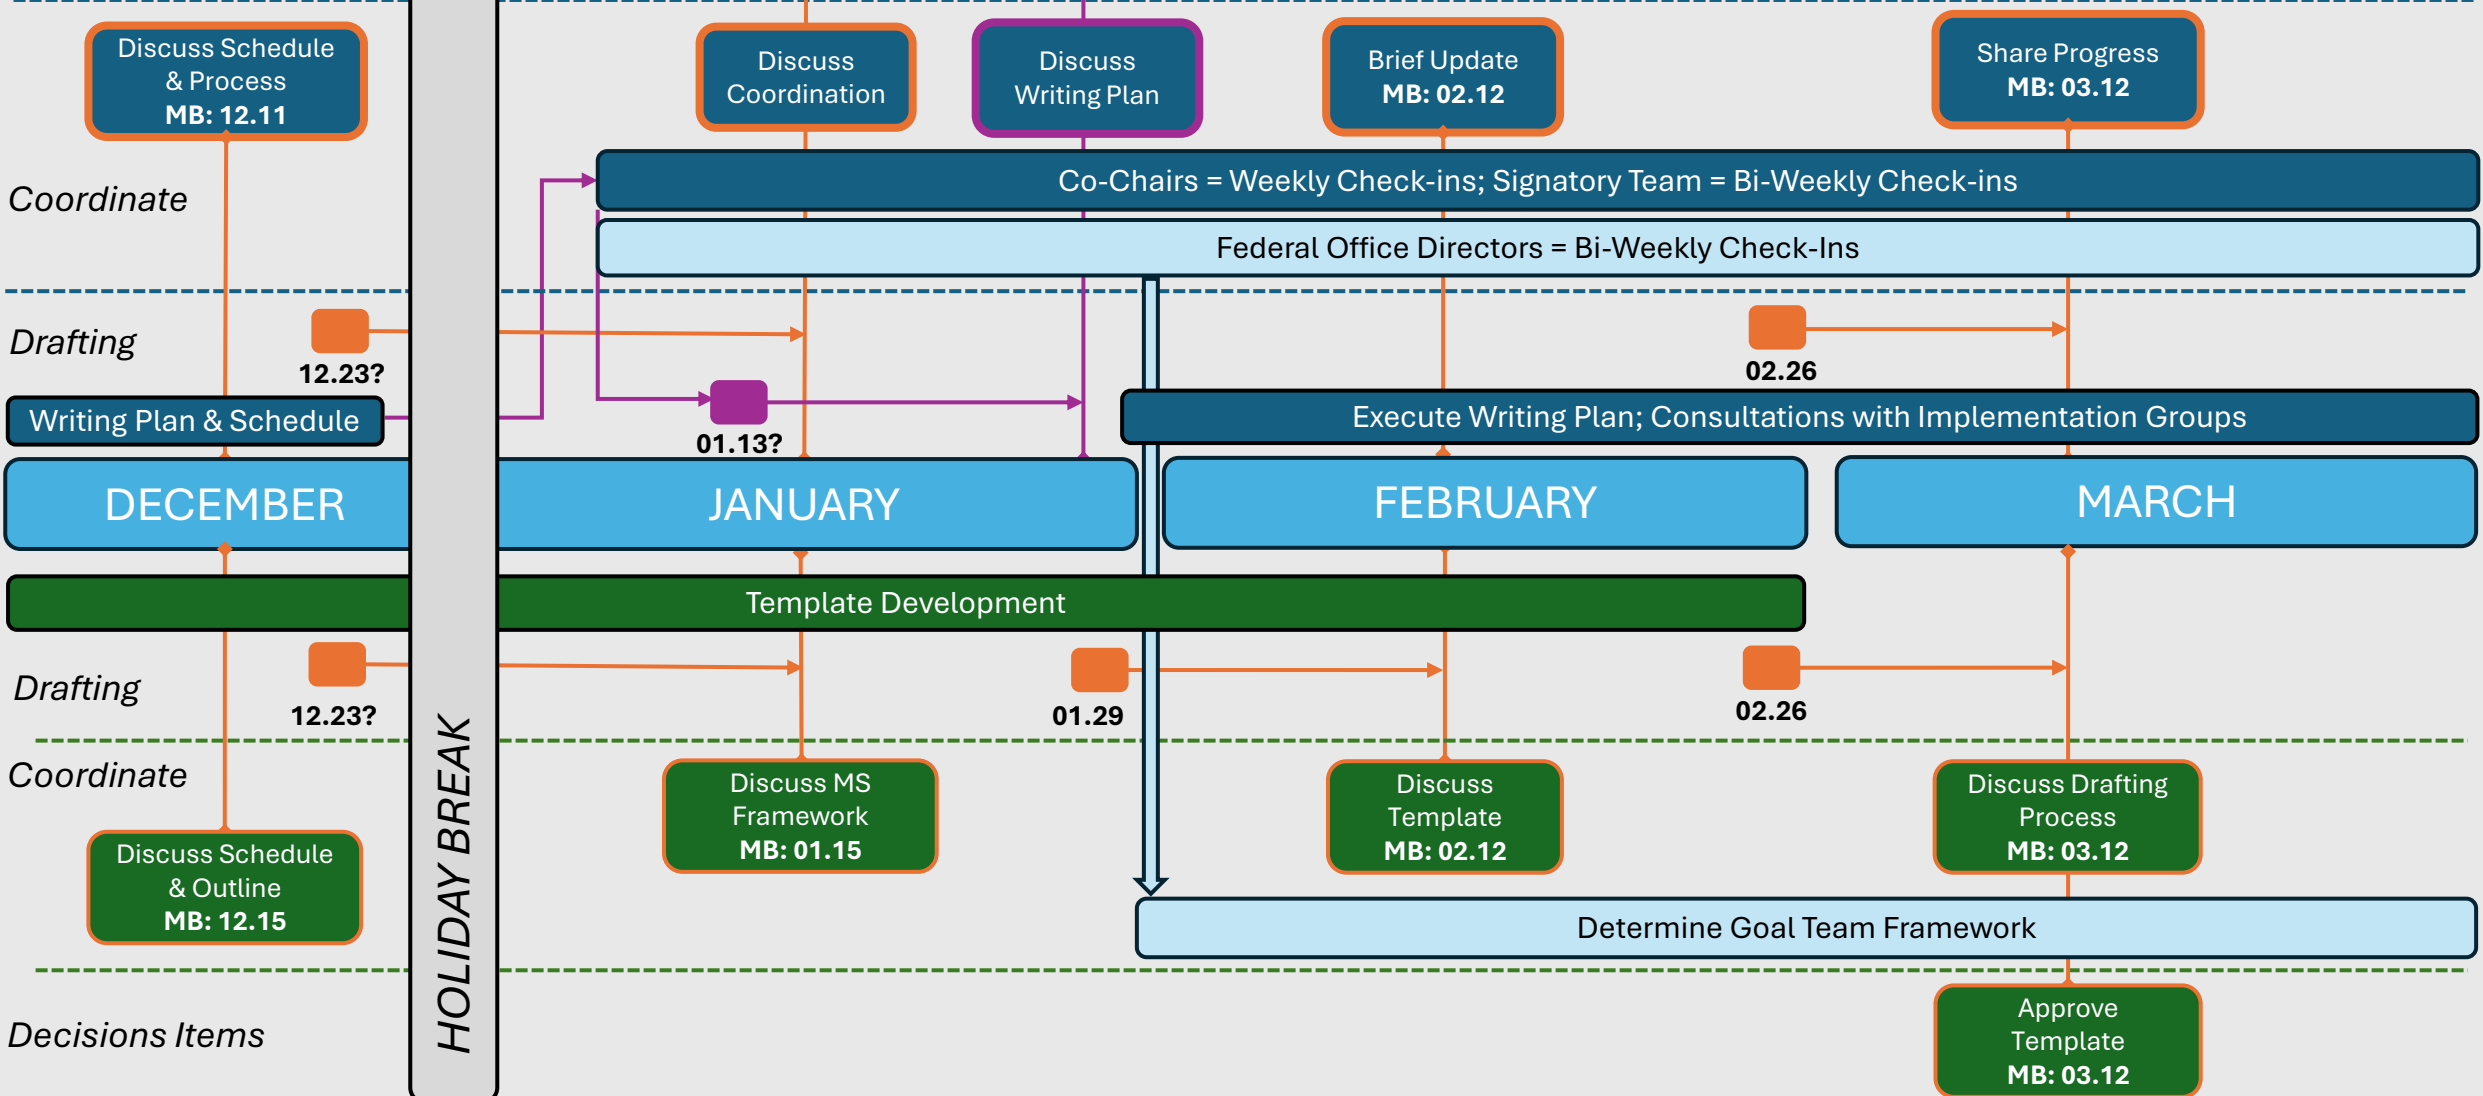 Discuss Schedule
& Process
MB: 12.11
Discuss
Coordination
Discuss
Writing Plan
Brief Update
MB: 02.12
Share Progress
MB: 03.12
Coordinate
Co-Chairs = Weekly Check-ins; Signatory Team = Bi-Weekly Check-ins
Federal Office Directors = Bi-Weekly Check-Ins
Drafting
12.23?
02.26
Writing Plan & Schedule
01.13?
Execute Writing Plan; Consultations with Implementation Groups
DECEMBER
JANUARY
FEBRUARY
MARCH
Template Development
Drafting
12.23?
01.29
02.26
HOLIDAY BREAK
Coordinate
Discuss Schedule
& Outline
MB: 12.15
Discuss MS
Framework
MB: 01.15
Discuss
Template
MB: 02.12
Discuss Drafting
Process
MB: 03.12
Determine Goal Team Framework
Decisions Items
Approve
Template
MB: 03.12